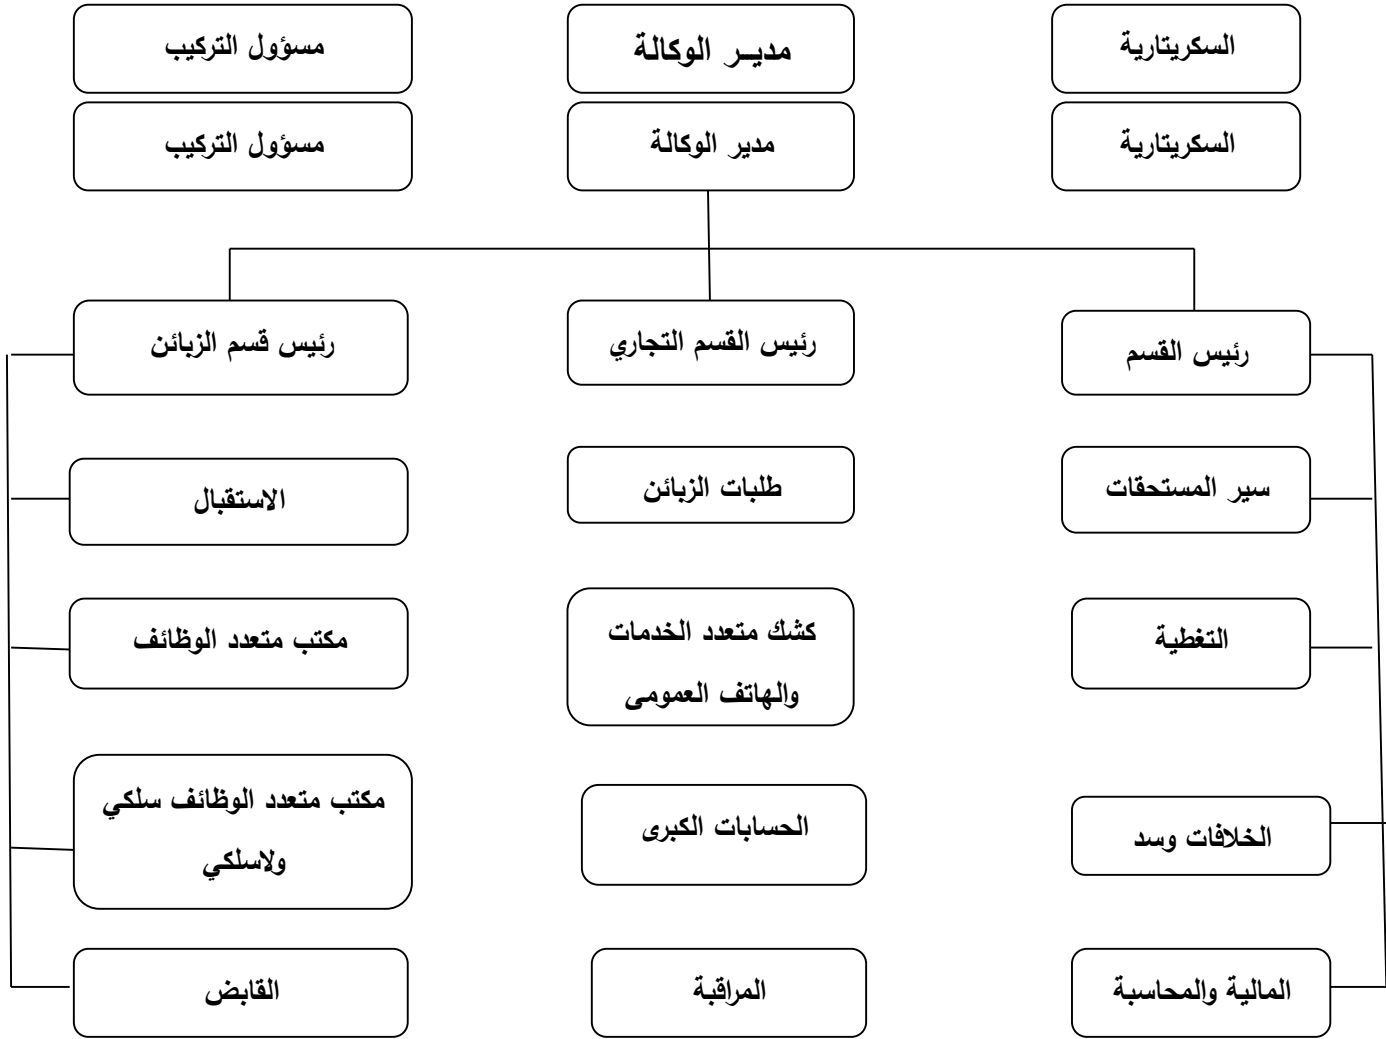 السكريتارية
مديــر الوكالة
مسؤول التركيب
السكريتارية
مدير الوكالة
مسؤول التركيب
رئيس القسم
رئيس القسم التجاري
رئيس قسم الزبائن
سير المستحقات
طلبات الزبائن
الاستقبال
التغطية
كشك متعدد الخدمات
والهاتف العمومى
مكتب متعدد الوظائف
الخلافات وسد
الحسابات الكبرى
مكتب متعدد الوظائف سلكي
ولاسلكي
المالية والمحاسبة
المراقبة
القابض